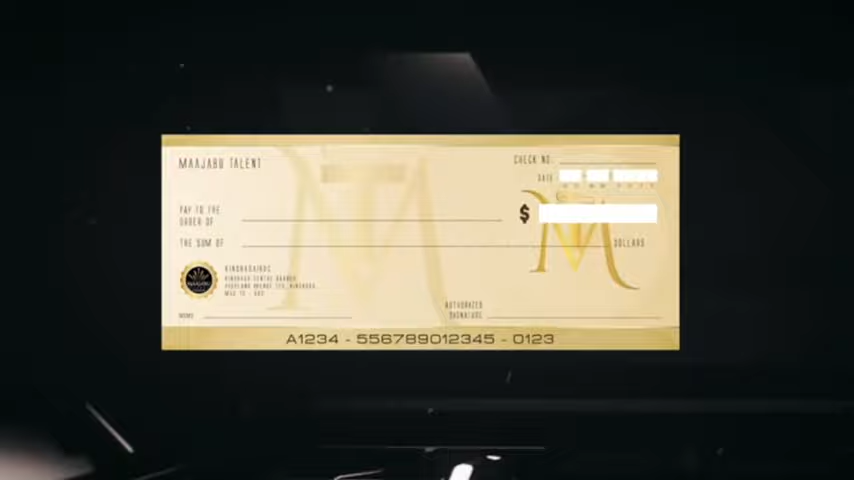 MAAJABU TALENT
CHECK NO.
DATE
PAY TO THE
ORDER OF
$
THE SUM OF
DOLLARS
MAAJABU
AUTHORIZED
SIGNATURE
MEMO
A1234 - 556789012345 - 0123